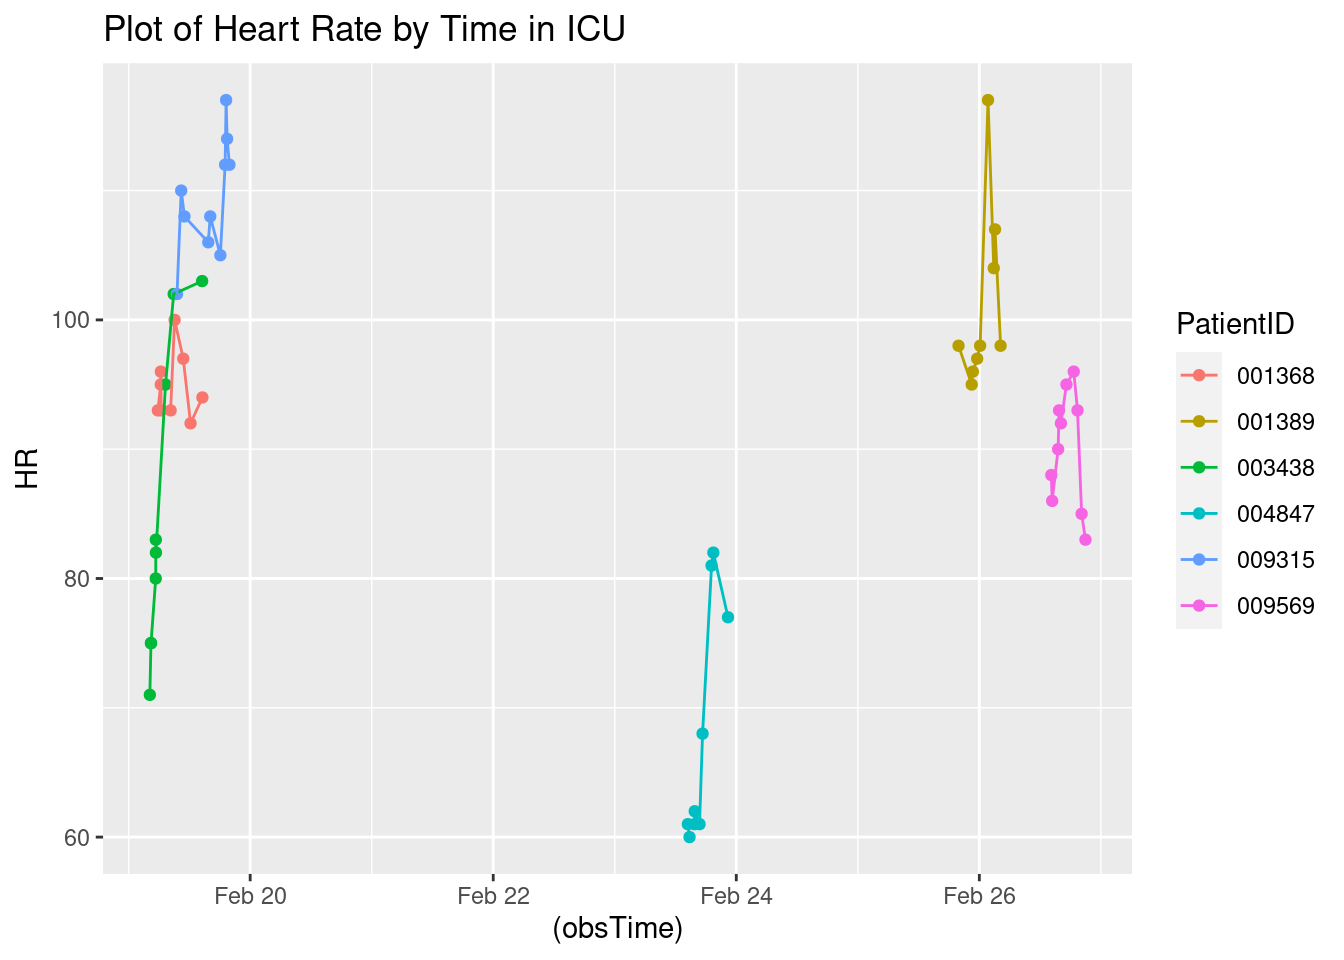 Plot of Heart Rate by Time in ICU
HR
100
80
60
Feb 20
Feb 22
Feb 24
Feb 26
(obsTime)
PatientID
001368
001389
003438
004847
009315
009569